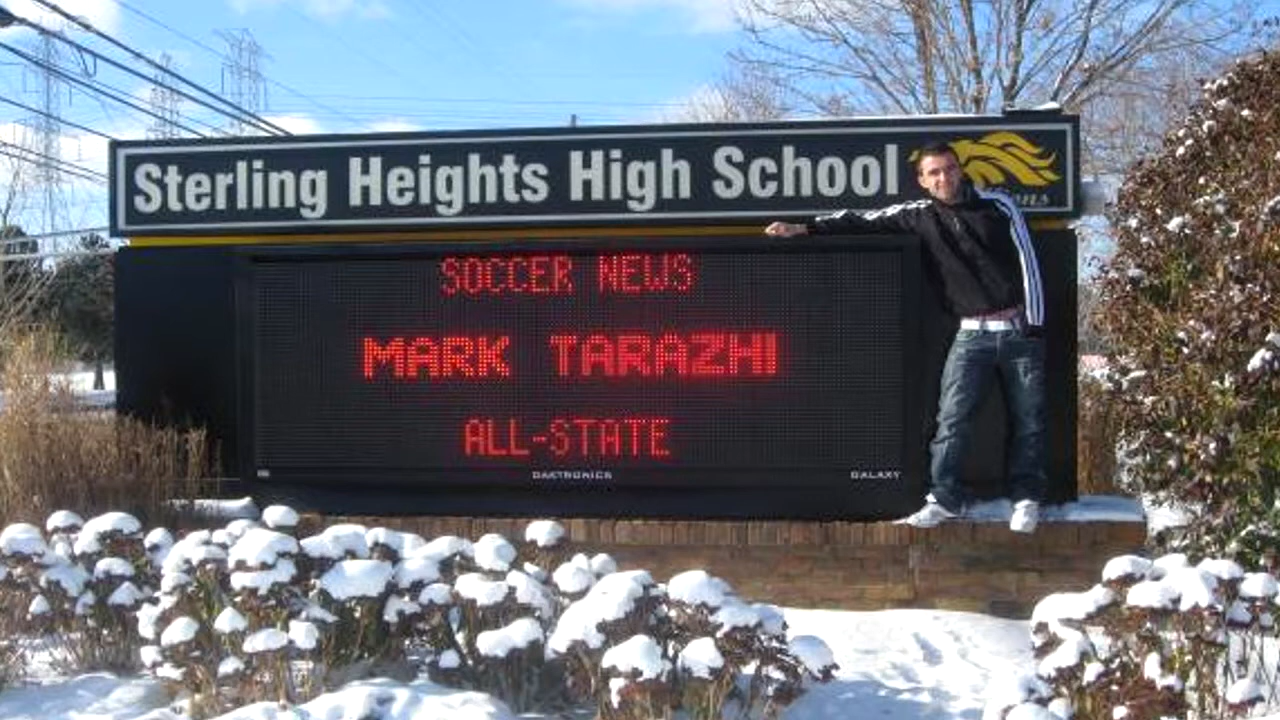 Sterling Heights High School
SOCCER NEWS
MARK TARAZHI
ALL-STATE
DAKTRONICS
GALAXY